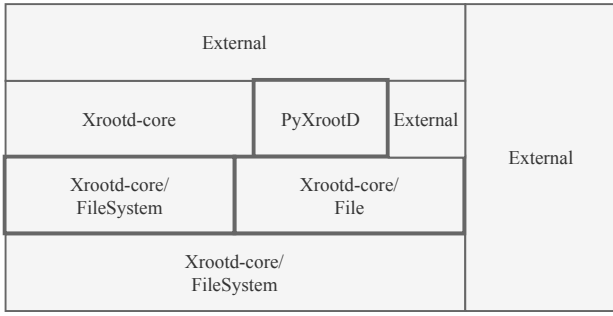 External
Xrootd-core
PyXrootD
External
External
Xrootd-core/
FileSystem
Xrootd-core/
File
Xrootd-core/
FileSystem